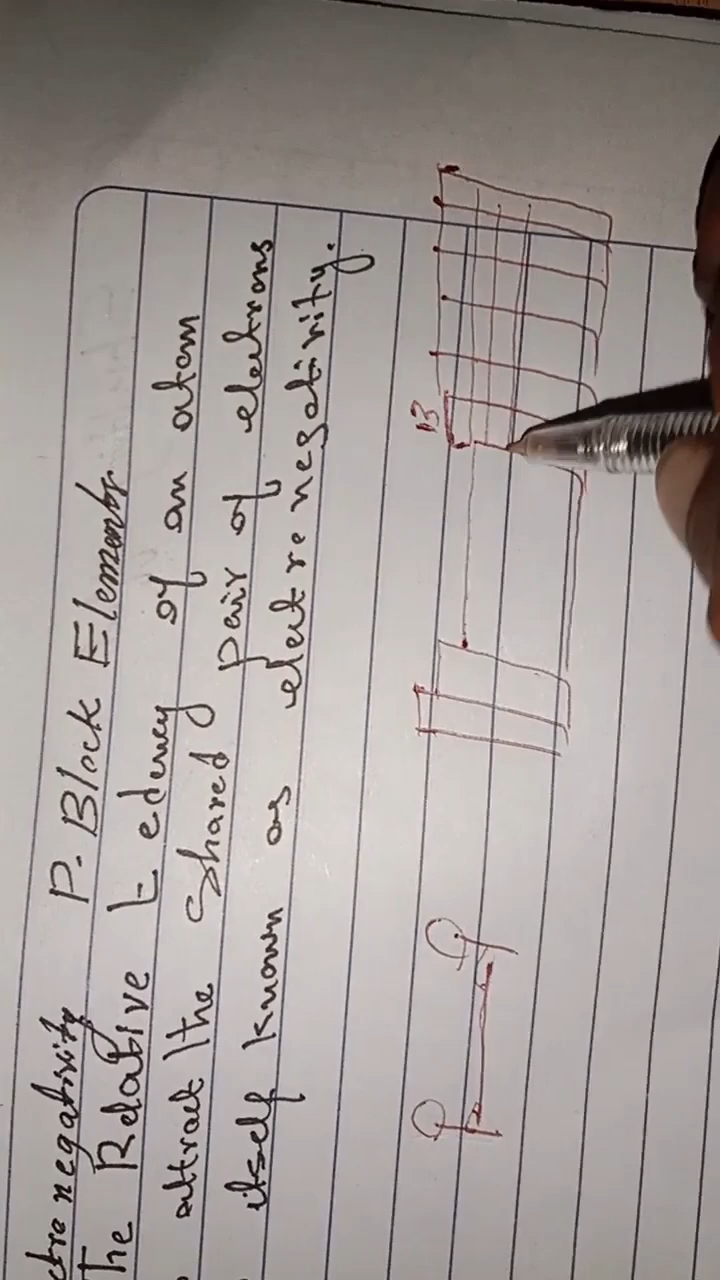 ctro negativity P. Block Elements
The Relative Tedency of an atom
attract the Shared pair of electrons
itself known as electronegativity.
13